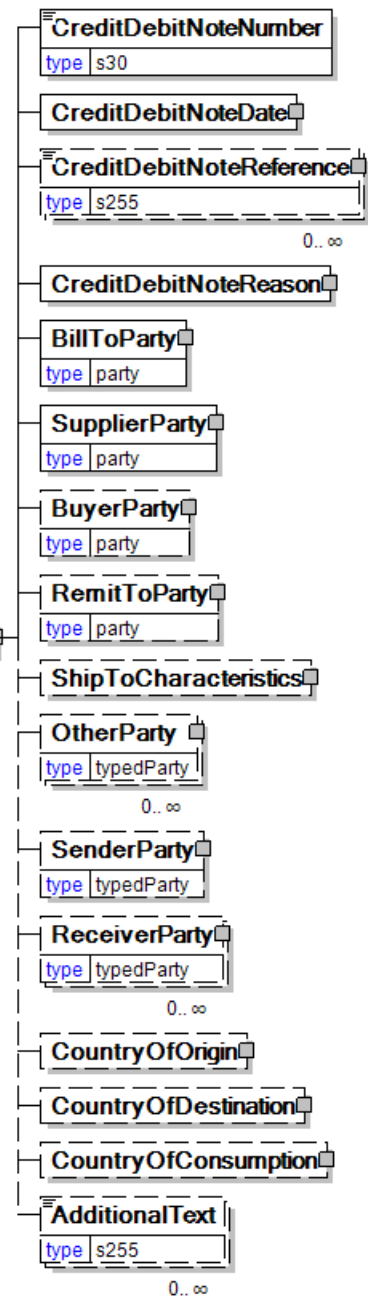 CreditDebitNoteNumber
type s30
CreditDebitNoteDate
CreditDebitNoteReference
type s255
0.. ∞
CreditDebitNoteReason
BillToParty
type party
SupplierParty
type party
BuyerParty
type party
RemitToParty
type party
ShipToCharacteristics
OtherParty
type typedParty
0.. ∞
SenderParty
type typedParty
ReceiverParty
type typedParty
0.. ∞
CountryOfOrigin
CountryOfDestination
CountryOfConsumption
AdditionalText
type s255
0.. ∞